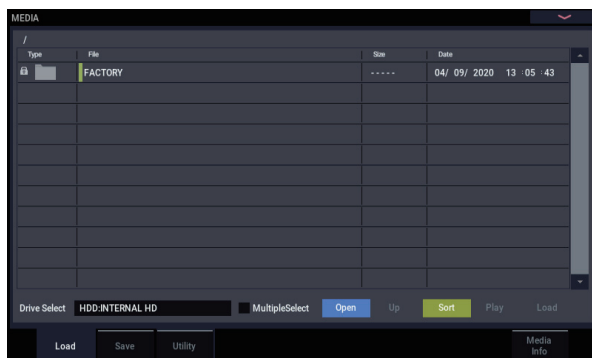 MEDIA
/
Type File Size Date
FACTORY ----- 04/ 09/ 2020 13 :05 :43
Drive Select HDD:INTERNAL HD MultipleSelect Open Up Sort Play Load
Load Save Utility Media Info